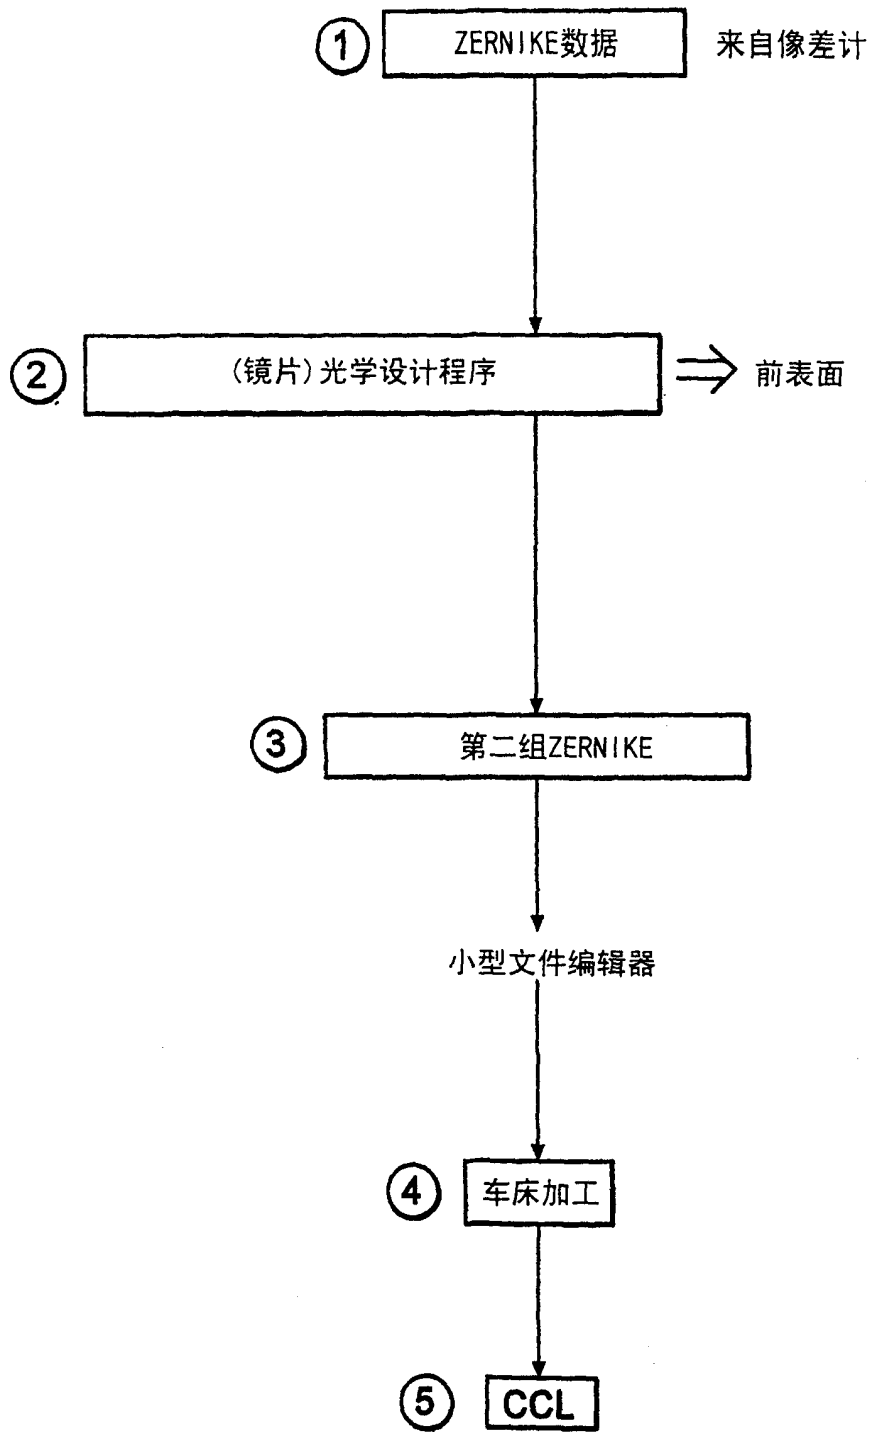 ① ZERNIKE数据 来自像差计
② (镜片)光学设计程序 前表面
③ 第二组ZERNIKE
小型文件编辑器
④ 车床加工
⑤ CCL